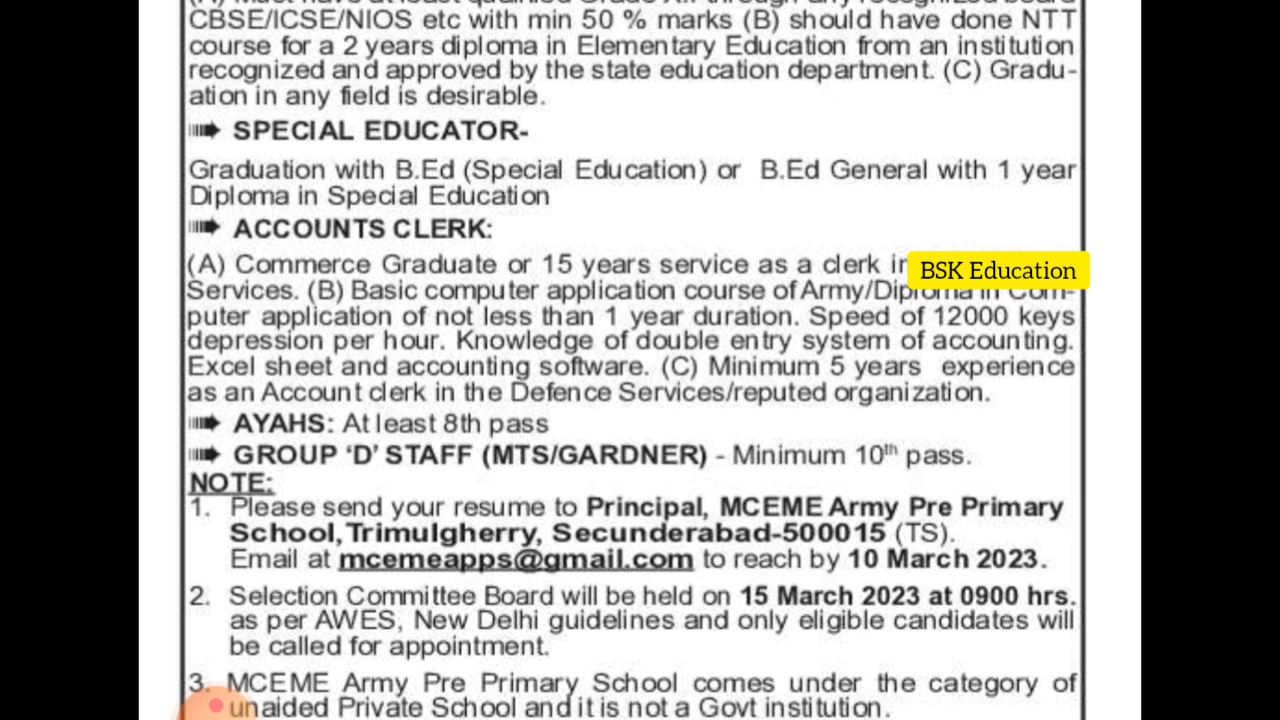 CBSE/ICSE/NIOS etc with min 50 % marks (B) should have done NTT
course for a 2 years diploma in Elementary Education from an institution
recognized and approved by the state education department. (C) Gradu-
ation in any field is desirable.
SPECIAL EDUCATOR-
Graduation with B.Ed (Special Education) or B.Ed General with 1 year
Diploma in Special Education
ACCOUNTS CLERK:
(A) Commerce Graduate or 15 years service as a clerk
BSK Education
Services. (B) Basic computer application course of Army/Diploma in Com-
puter application of not less than 1 year duration. Speed of 12000 keys
depression per hour. Knowledge of double entry system of accounting.
Excel sheet and accounting software. (C) Minimum 5 years experience
as an Account clerk in the Defence Services/reputed organization.
AYAHS: At least 8th pass
GROUP ‘D’ STAFF (MTS/GARDNER) - Minimum 10th pass.
NOTE:
1. Please send your resume to Principal, MCEME Army Pre Primary
School, Trimulgherry, Secunderabad-500015 (TS).
Email at mcemeapps@gmail.com to reach by 10 March 2023.
2. Selection Committee Board will be held on 15 March 2023 at 0900 hrs.
as per AWES, New Delhi guidelines and only eligible candidates will
be called for appointment.
3. MCEME Army Pre Primary School comes under the category of
unaided Private School and it is not a Govt institution.